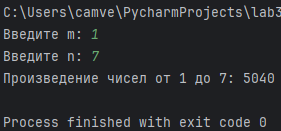 C:\Users\camve\PycharmProjects\lab3
Введите m: 1
Введите n: 7
Произведение чисел от 1 до 7: 5040
Process finished with exit code 0